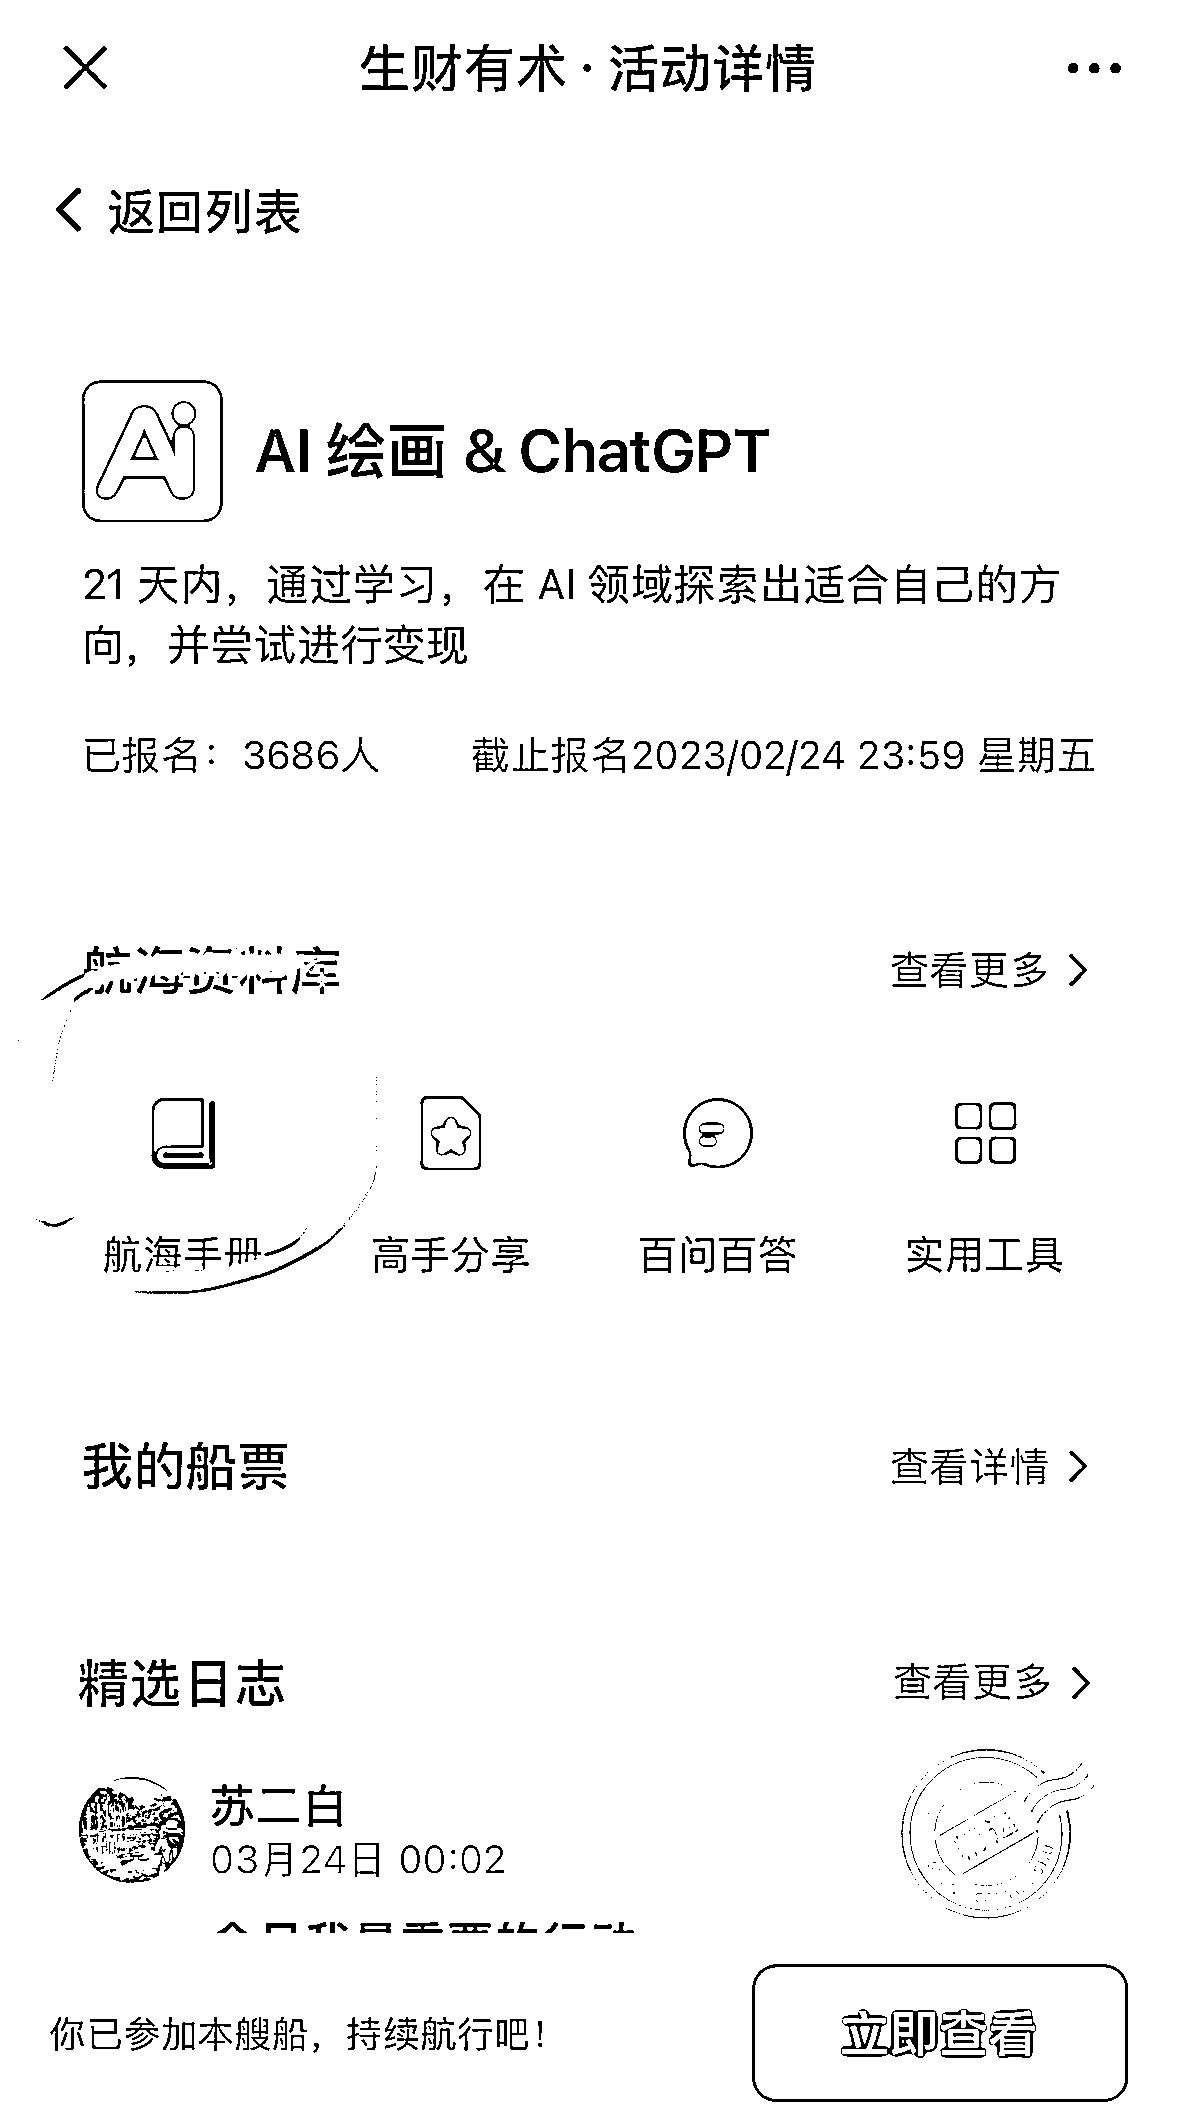 生财有术 · 活动详情
返回列表
Ai
AI 绘画 & ChatGPT
21 天内，通过学习，在 AI 领域探索出适合自己的方
向，并尝试进行变现
已报名：3686人
截止报名2023/02/24 23:59 星期五
航海资料库
查看更多
航海手册
高手分享
百问百答
实用工具
我的船票
查看详情
精选日志
查看更多
苏二白
03月24日 00:02
你已参加本艘船，持续航行吧！
立即查看